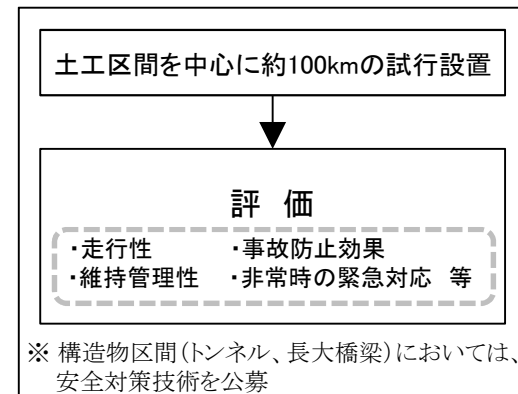 土工区間を中心に約100kmの試行設置
評 価
・走行性 ・事故防止効果
・維持管理性 ・非常時の緊急対応 等
※ 構造物区間(トンネル、長大橋梁)においては、
安全対策技術を公募